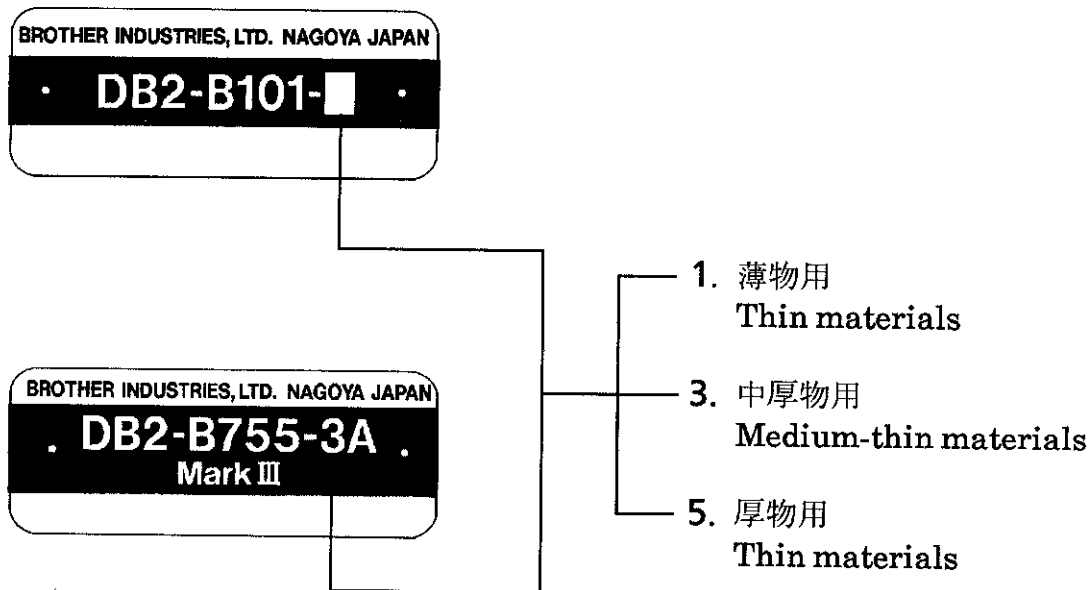 BROTHER INDUSTRIES, LTD. NAGOYA JAPAN
· DB2-B101- ·
1. 薄物用
Thin materials
BROTHER INDUSTRIES, LTD. NAGOYA JAPAN
. DB2-B755-3A .
Mark Ⅲ
3. 中厚物用
Medium-thin materials
5. 厚物用
Thin materials